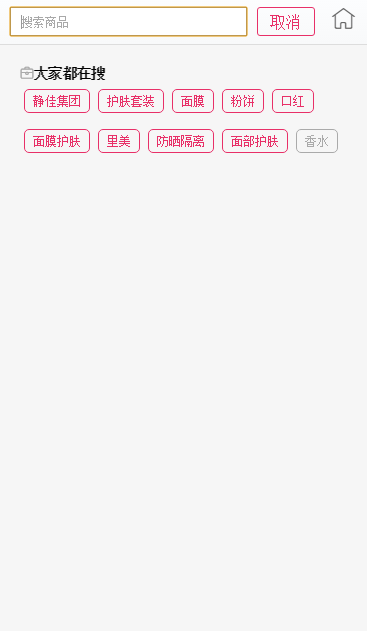 搜索商品 取消
大家都在搜
静佳集团 护肤套装 面膜 粉饼 口红
面膜护肤 里美 防晒隔离 面部护肤 香水